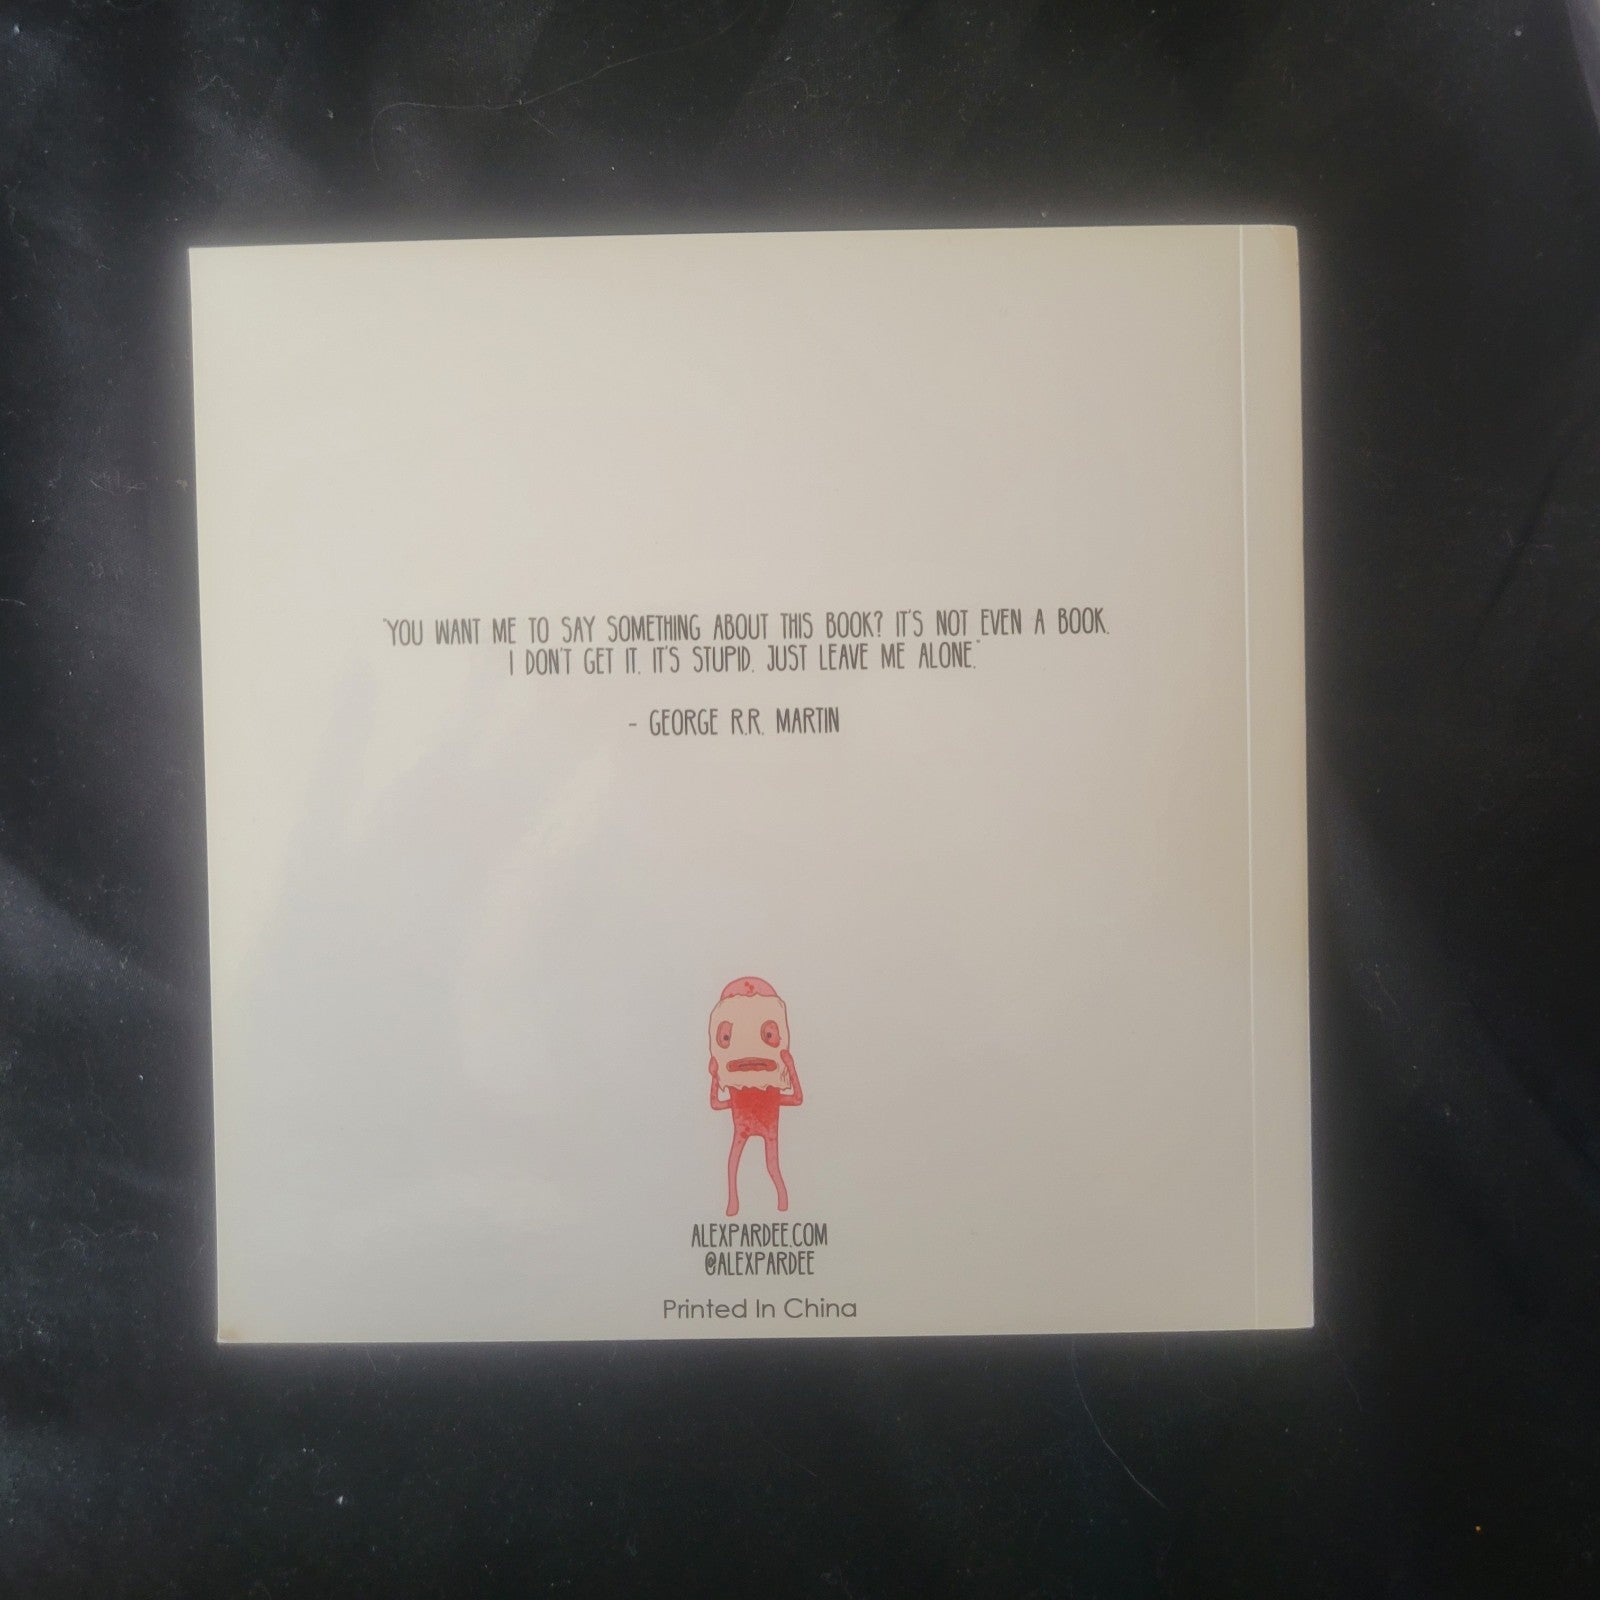 "YOU WANT ME TO SAY SOMETHING ABOUT THIS BOOK? IT'S NOT EVEN A BOOK.
I DON'T GET IT. IT'S STUPID. JUST LEAVE ME ALONE."
- GEORGE R.R. MARTIN
ALEXPARDEE.COM
@ALEXPARDEE
Printed In China